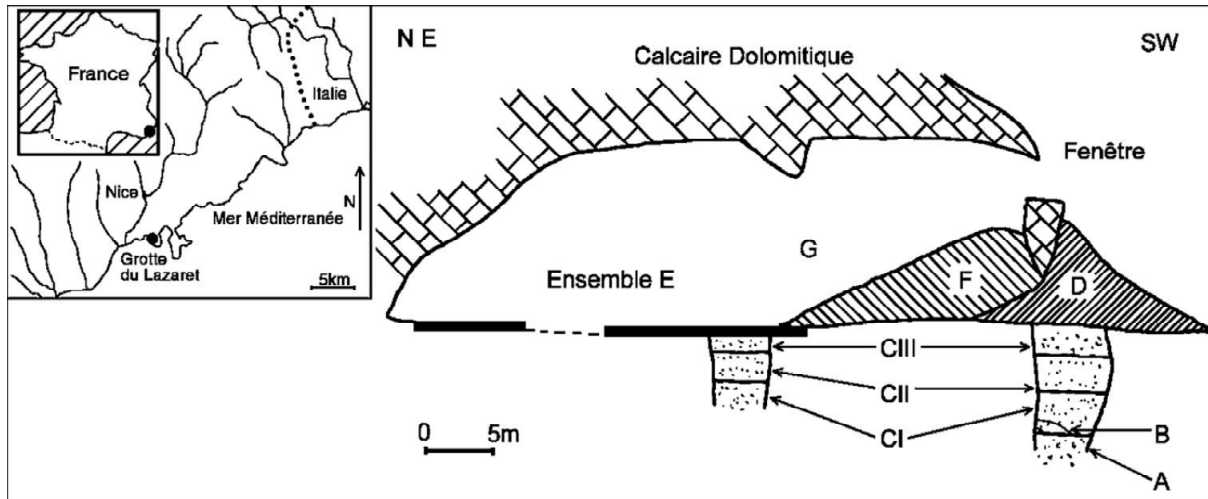 France
Italie
Nice
N
Mer Méditerranée
Grotte
du Lazaret
5km
N E
SW
Calcaire Dolomitique
Fenêtre
G
Ensemble E
F
D
CIII
CII
CI
B
A
0 5m